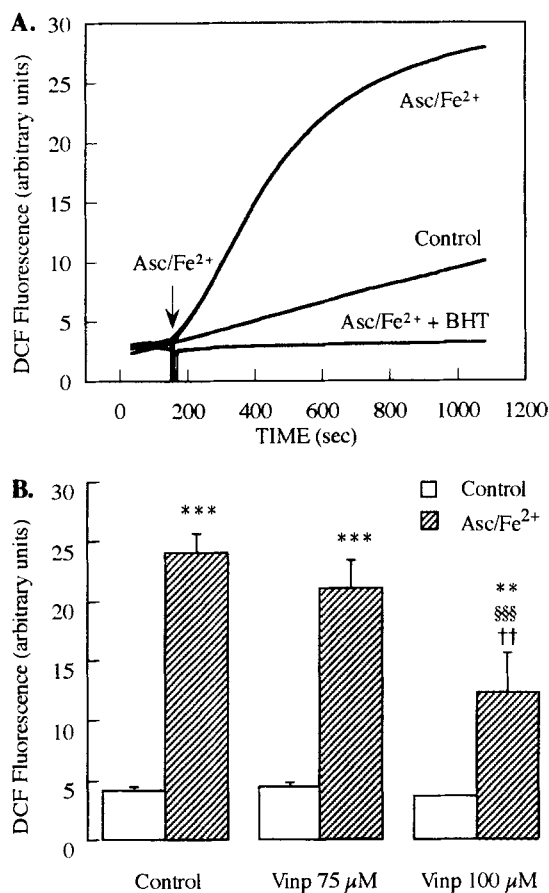 A.
DCF Fluorescence (arbitrary units)
30
25
20
15
10
5
0
Asc/Fe²⁺
Control
Asc/Fe²⁺
Asc/Fe²⁺ + BHT
0 200 400 600 800 1000 1200
TIME (sec)
B.
DCF Fluorescence (arbitrary units)
30
25
20
15
10
5
0
Control
Asc/Fe²⁺
***
***
**
§§§
††
Control Vinp 75 μM Vinp 100 μM